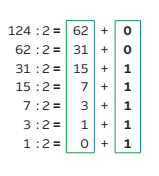 124 : 2 = 62 + 0
62 : 2 = 31 + 0
31 : 2 = 15 + 1
15 : 2 = 7 + 1
7 : 2 = 3 + 1
3 : 2 = 1 + 1
1 : 2 = 0 + 1